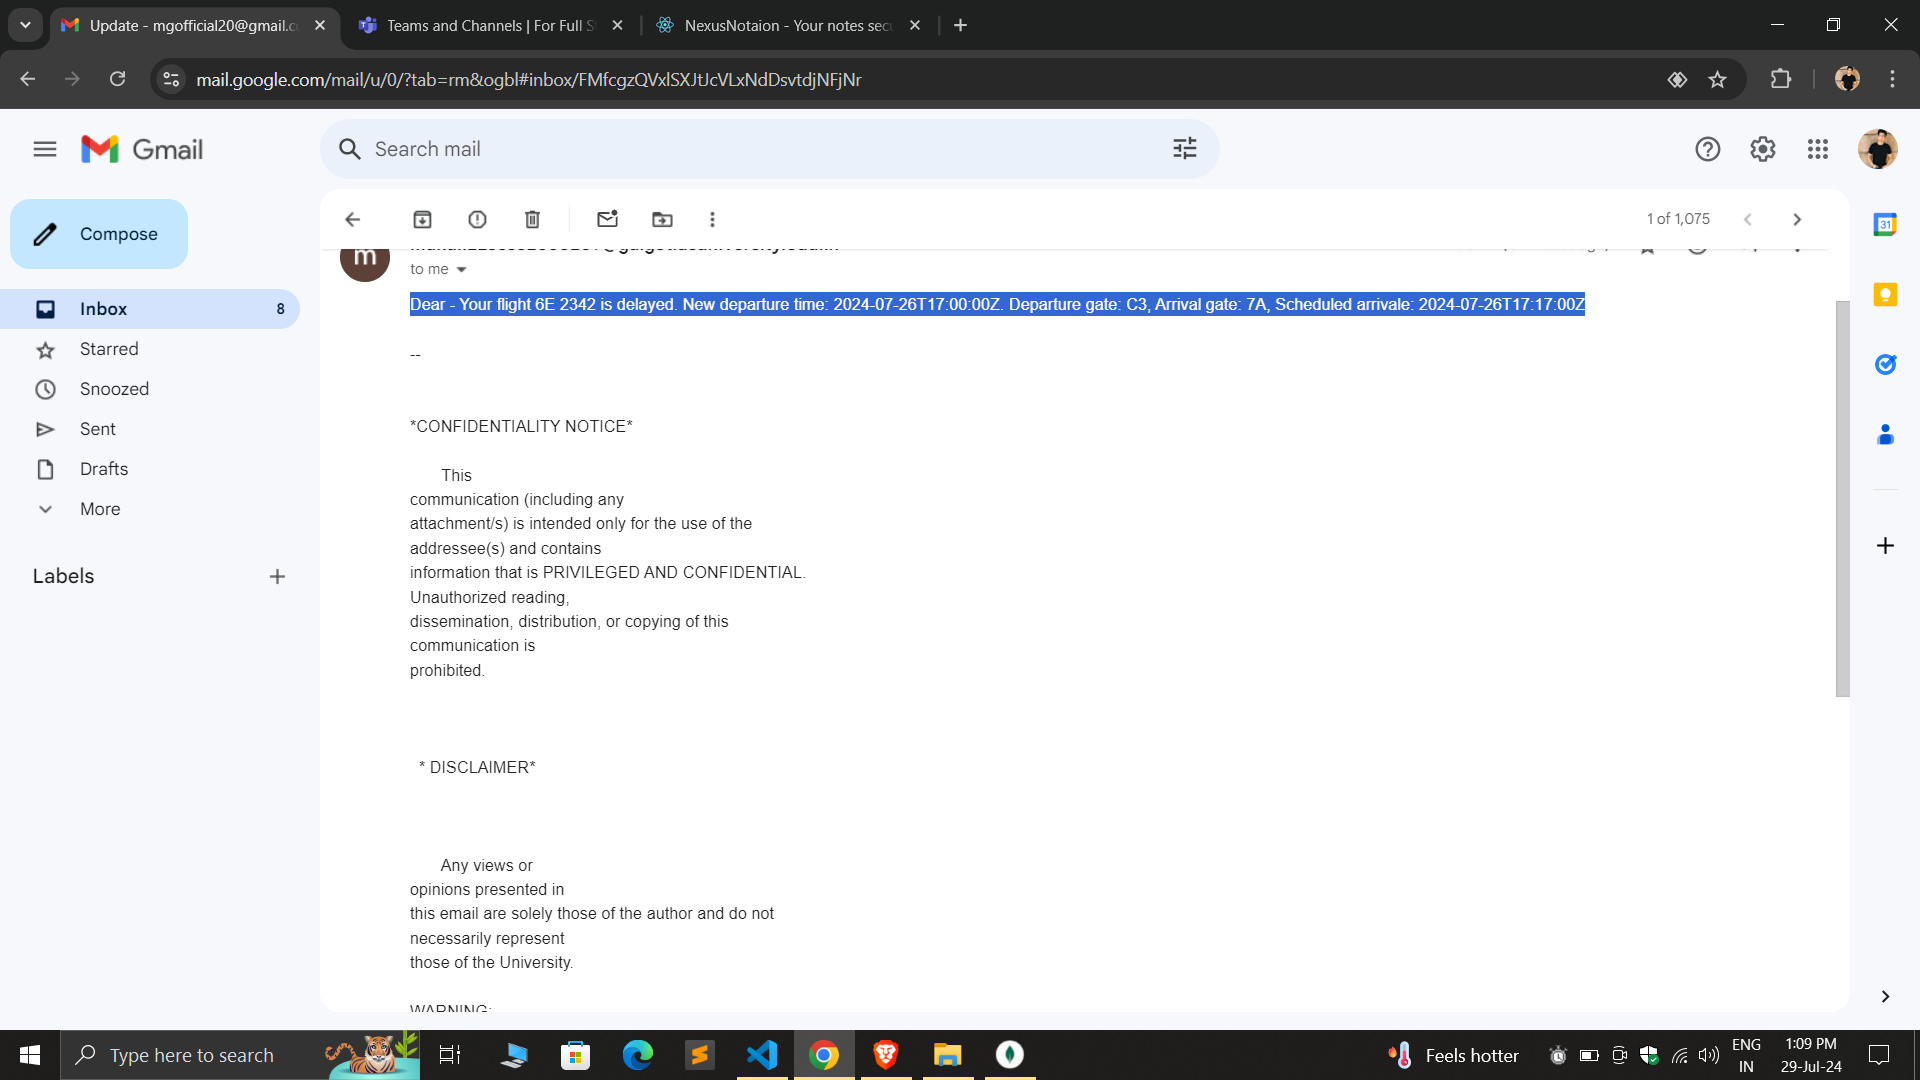 Update - mgofficial20@gmail.c
Teams and Channels | For Full S
NexusNotaion - Your notes secu
mail.google.com/mail/u/0/?tab=rm&ogbl#inbox/FMfcgzQVxlSXJtJcVLxNdDsvtdjNFjNr
Gmail
Search mail
Compose
1 of 1,075
m
to me
Inbox 8
Starred
Snoozed
Sent
Drafts
More
Labels
Dear - Your flight 6E 2342 is delayed. New departure time: 2024-07-26T17:00:00Z. Departure gate: C3, Arrival gate: 7A, Scheduled arrivale: 2024-07-26T17:17:00Z
--
*CONFIDENTIALITY NOTICE*
This
communication (including any
attachment/s) is intended only for the use of the
addressee(s) and contains
information that is PRIVILEGED AND CONFIDENTIAL.
Unauthorized reading,
dissemination, distribution, or copying of this
communication is
prohibited.
* DISCLAIMER*
Any views or
opinions presented in
this email are solely those of the author and do not
necessarily represent
those of the University.
WARNING:
31
Type here to search
Feels hotter
ENG
IN
1:09 PM
29-Jul-24